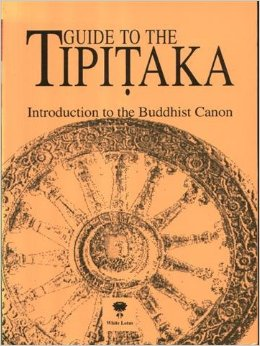 GUIDE TO THE
TIPIṬAKA
Introduction to the Buddhist Canon
White Lotus